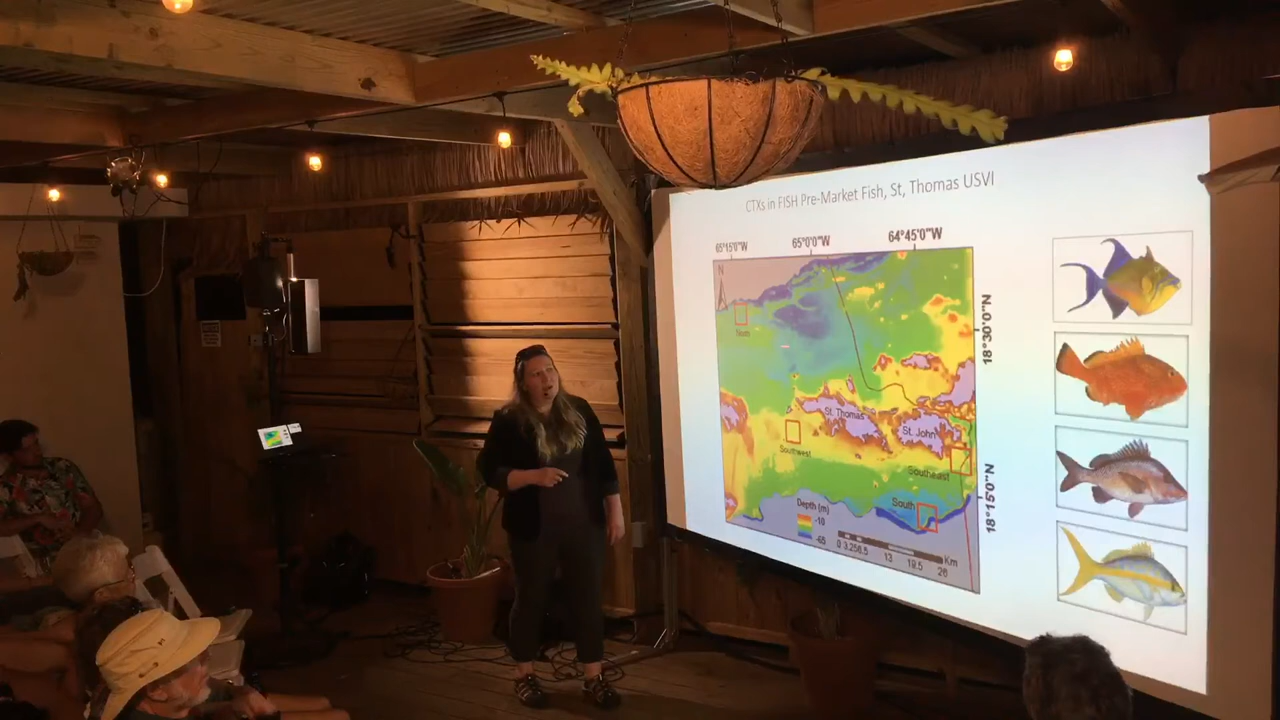 CTXs in FISH Pre-Market Fish, St, Thomas USVI
65°15'0"W 65°0'0"W 64°45'0"W
N
North
18°30'0"N
St. Thomas
St. John
Southwest
Southeast
18°15'0"N
South
Depth (m)
-10
-65
0 3.256.5 13 19.5 26
Km